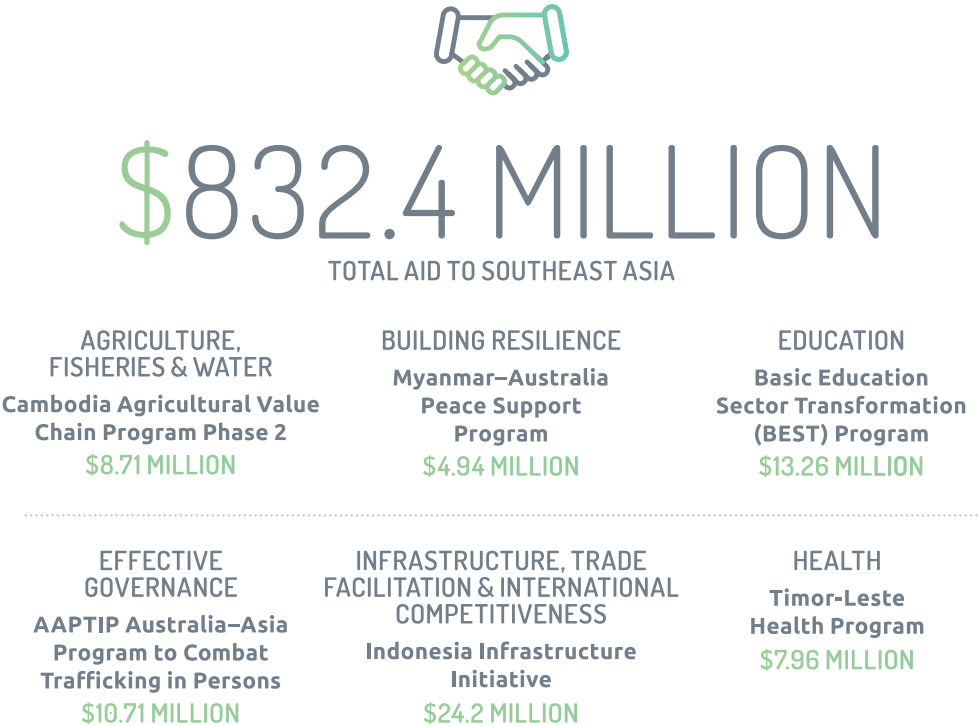 $832.4 MILLION
TOTAL AID TO SOUTHEAST ASIA
AGRICULTURE,
FISHERIES & WATER
Cambodia Agricultural Value
Chain Program Phase 2
$8.71 MILLION
BUILDING RESILIENCE
Myanmar–Australia
Peace Support
Program
$4.94 MILLION
EDUCATION
Basic Education
Sector Transformation
(BEST) Program
$13.26 MILLION
EFFECTIVE
GOVERNANCE
AAPTIP Australia–Asia
Program to Combat
Trafficking in Persons
$10.71 MILLION
INFRASTRUCTURE, TRADE
FACILITATION & INTERNATIONAL
COMPETITIVENESS
Indonesia Infrastructure
Initiative
$24.2 MILLION
HEALTH
Timor-Leste
Health Program
$7.96 MILLION